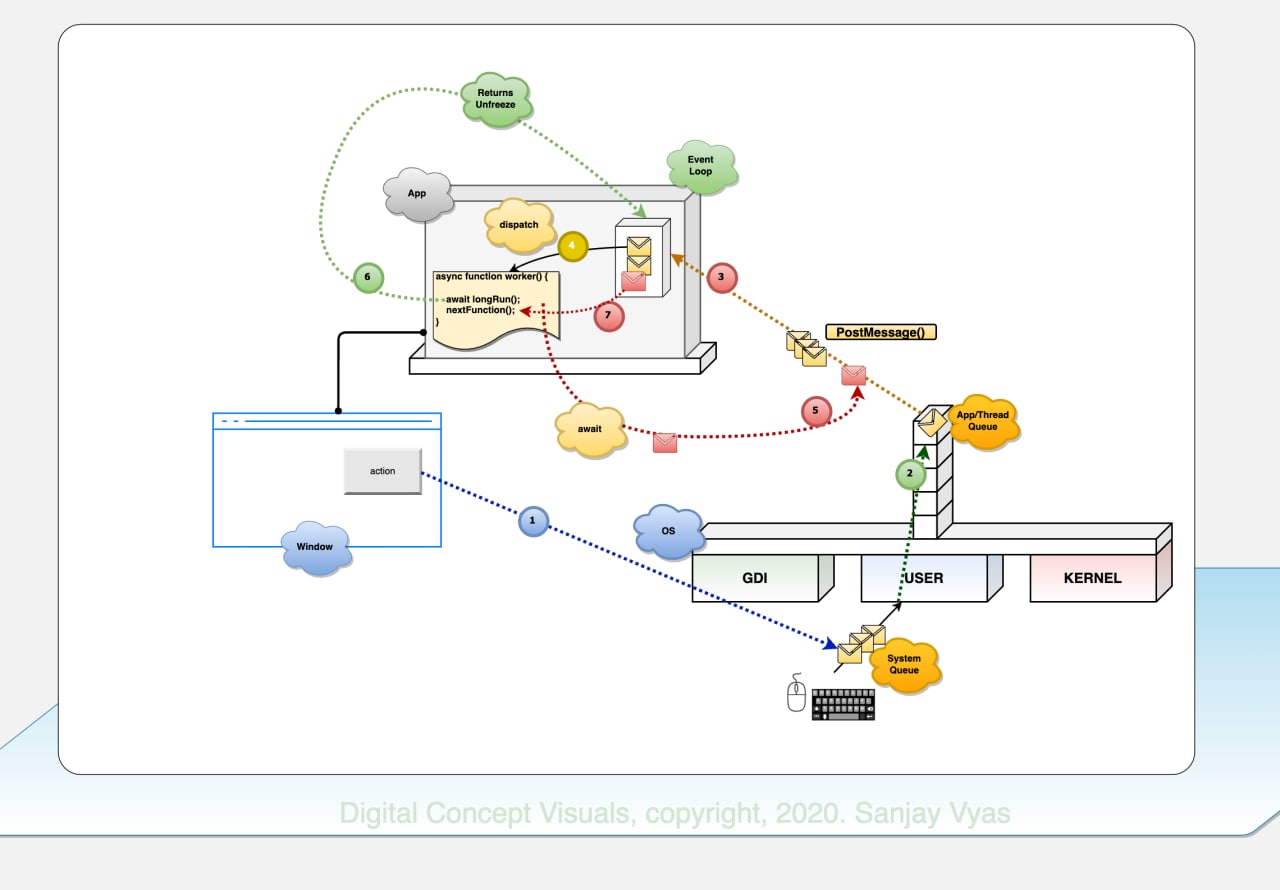 Returns
Unfreeze
Event
Loop
App
dispatch
4
6
3
async function worker() {
await longRun();
nextFunction();
}
7
PostMessage()
5
await
App/Thread
Queue
action
2
1
OS
Window
GDI
USER
KERNEL
System
Queue
Digital Concept Visuals, copyright, 2020. Sanjay Vyas